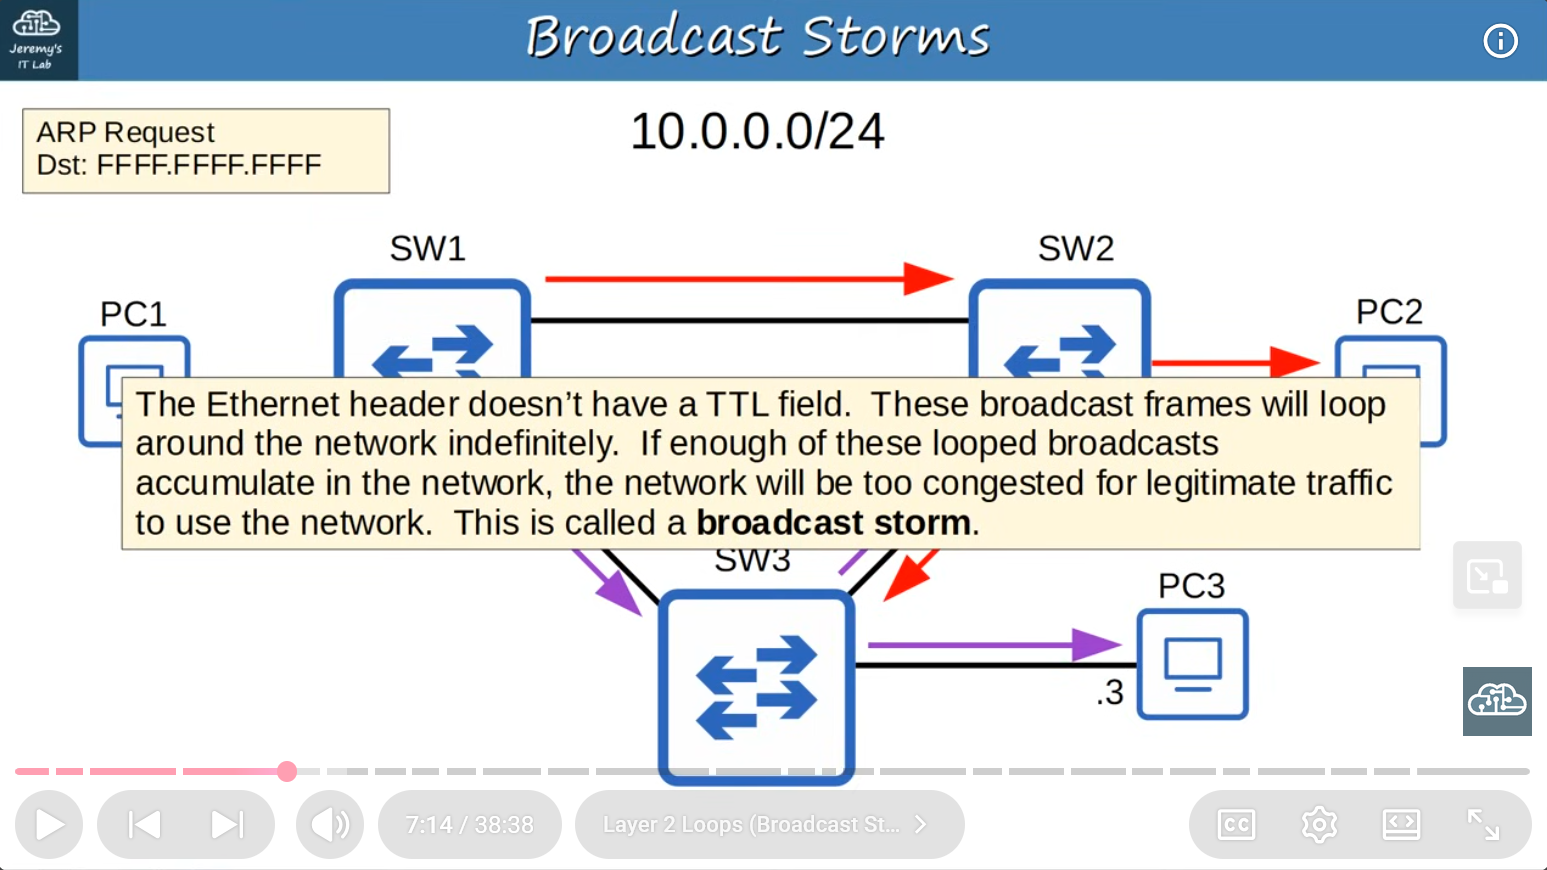 Jeremy's
IT Lab
Broadcast Storms
ARP Request
Dst: FFFF.FFFF.FFFF
10.0.0.0/24
SW1
SW2
PC1
PC2
The Ethernet header doesn’t have a TTL field.  These broadcast frames will loop
around the network indefinitely.  If enough of these looped broadcasts
accumulate in the network, the network will be too congested for legitimate traffic
to use the network.  This is called a broadcast storm.
SW3
PC3
.3
7:14 / 38:38
Layer 2 Loops (Broadcast St...
CC